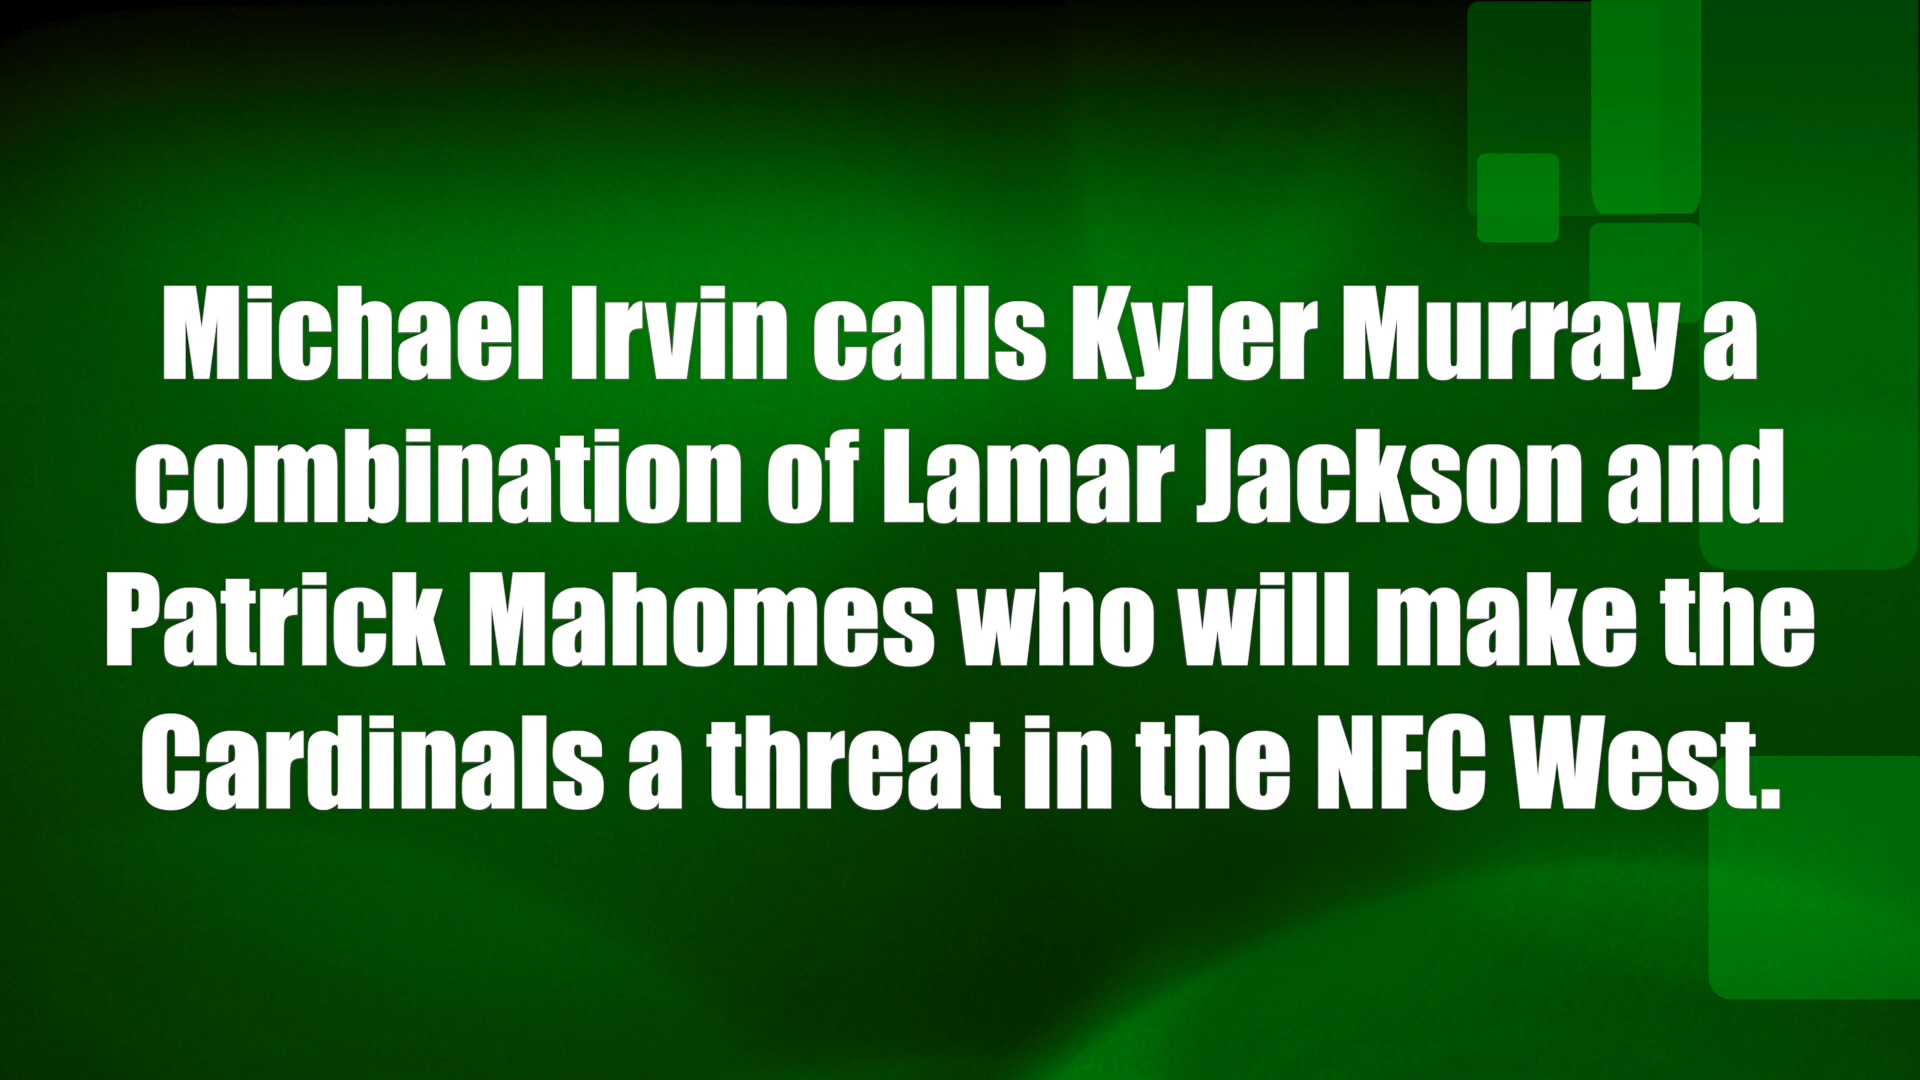 Michael Irvin calls Kyler Murray a
combination of Lamar Jackson and
Patrick Mahomes who will make the
Cardinals a threat in the NFC West.